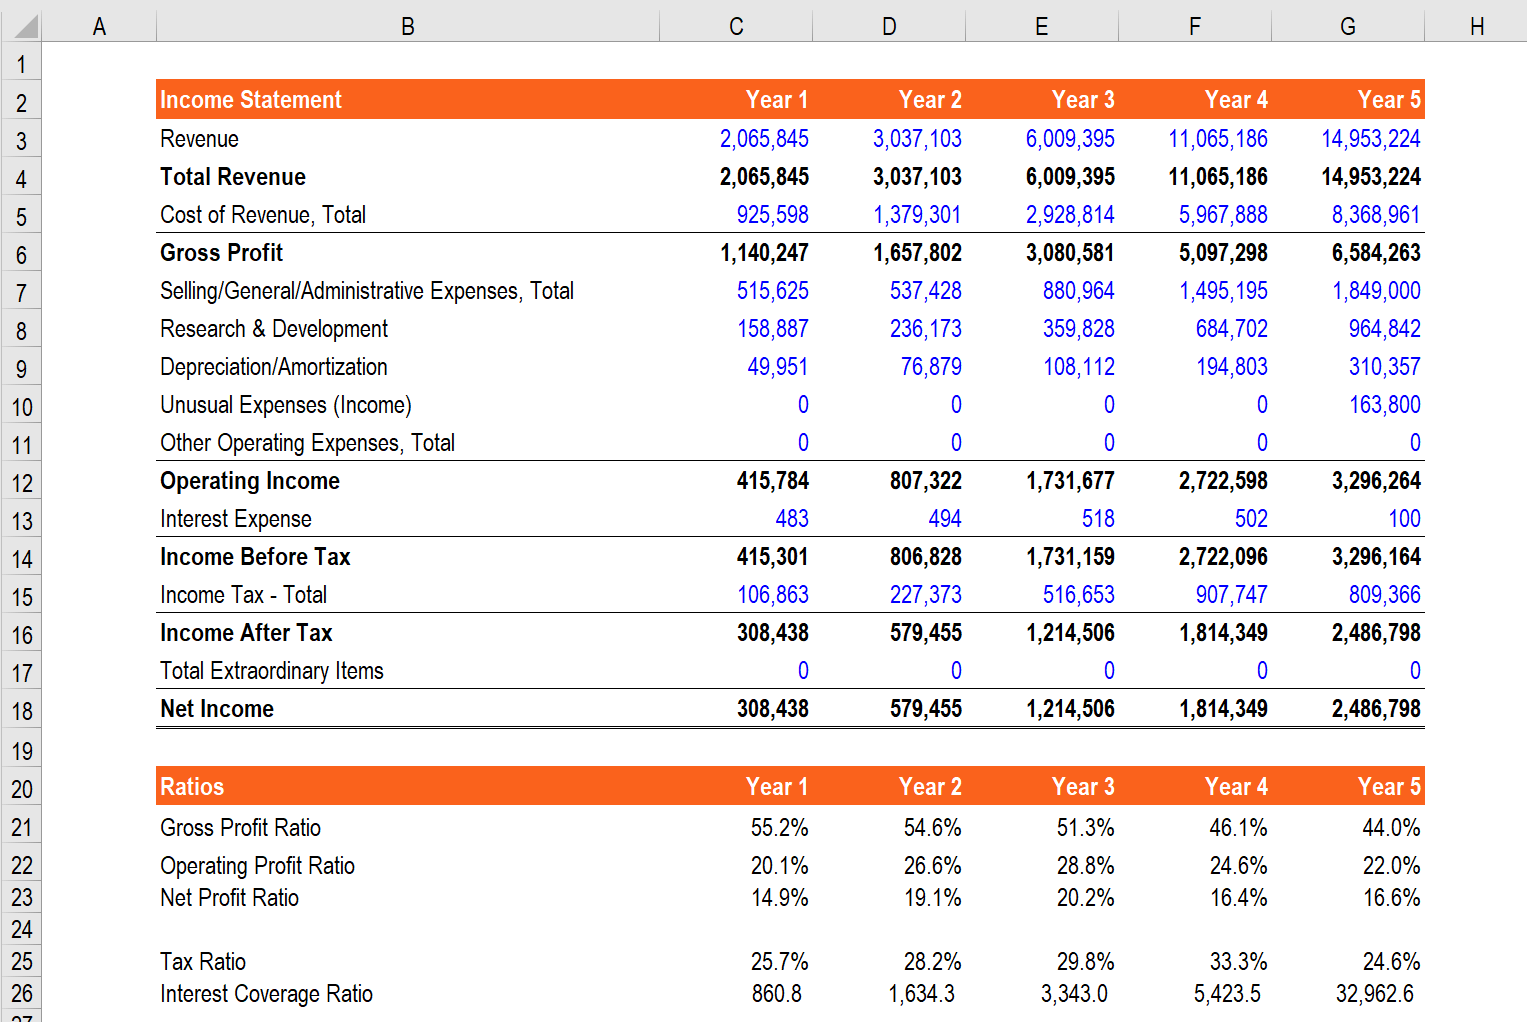 A B C D E F G H
1
2 Income Statement Year 1 Year 2 Year 3 Year 4 Year 5
3 Revenue 2,065,845 3,037,103 6,009,395 11,065,186 14,953,224
4 Total Revenue 2,065,845 3,037,103 6,009,395 11,065,186 14,953,224
5 Cost of Revenue, Total 925,598 1,379,301 2,928,814 5,967,888 8,368,961
6 Gross Profit 1,140,247 1,657,802 3,080,581 5,097,298 6,584,263
7 Selling/General/Administrative Expenses, Total 515,625 537,428 880,964 1,495,195 1,849,000
8 Research & Development 158,887 236,173 359,828 684,702 964,842
9 Depreciation/Amortization 49,951 76,879 108,112 194,803 310,357
10 Unusual Expenses (Income) 0 0 0 0 163,800
11 Other Operating Expenses, Total 0 0 0 0 0
12 Operating Income 415,784 807,322 1,731,677 2,722,598 3,296,264
13 Interest Expense 483 494 518 502 100
14 Income Before Tax 415,301 806,828 1,731,159 2,722,096 3,296,164
15 Income Tax - Total 106,863 227,373 516,653 907,747 809,366
16 Income After Tax 308,438 579,455 1,214,506 1,814,349 2,486,798
17 Total Extraordinary Items 0 0 0 0 0
18 Net Income 308,438 579,455 1,214,506 1,814,349 2,486,798
19
20 Ratios Year 1 Year 2 Year 3 Year 4 Year 5
21 Gross Profit Ratio 55.2% 54.6% 51.3% 46.1% 44.0%
22 Operating Profit Ratio 20.1% 26.6% 28.8% 24.6% 22.0%
23 Net Profit Ratio 14.9% 19.1% 20.2% 16.4% 16.6%
24
25 Tax Ratio 25.7% 28.2% 29.8% 33.3% 24.6%
26 Interest Coverage Ratio 860.8 1,634.3 3,343.0 5,423.5 32,962.6
27